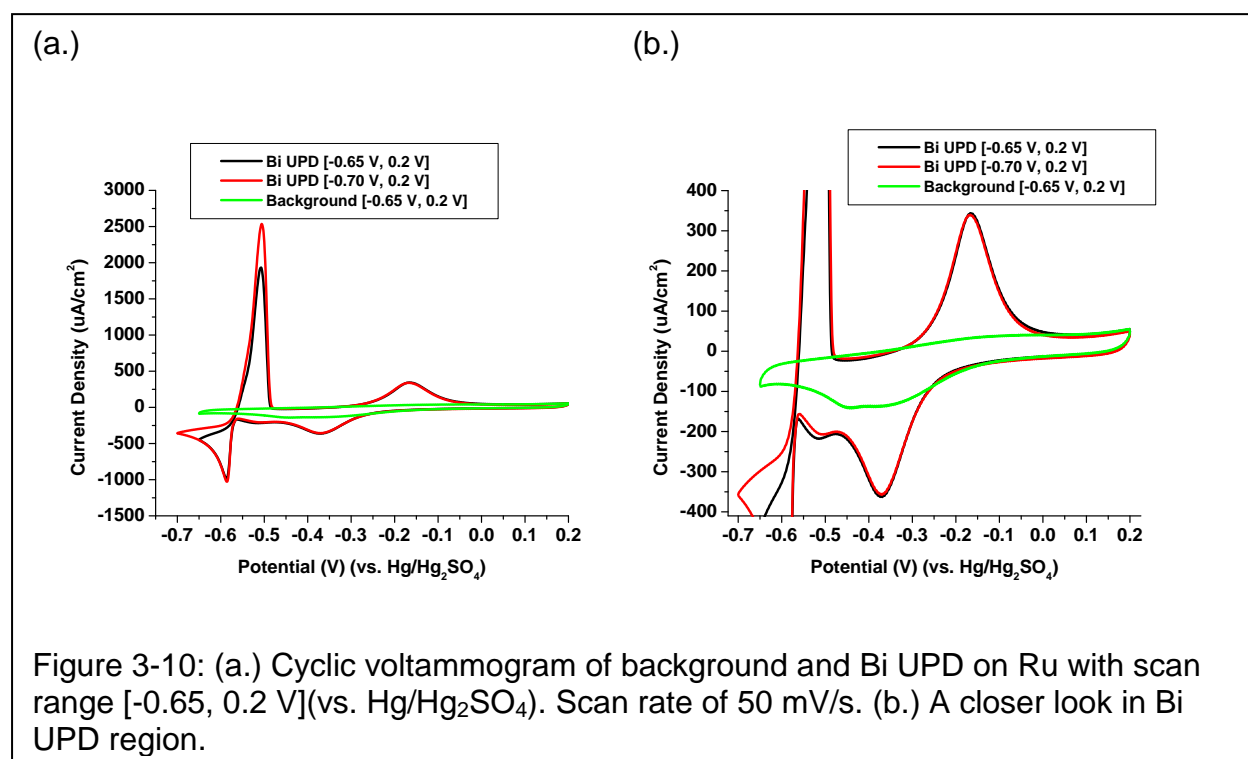 (a.)
(b.)
Bi UPD [-0.65 V, 0.2 V]
Bi UPD [-0.70 V, 0.2 V]
Background [-0.65 V, 0.2 V]
3000
2500
2000
1500
1000
500
0
-500
-1000
-1500
Current Density (uA/cm²)
-0.7 -0.6 -0.5 -0.4 -0.3 -0.2 -0.1 0.0 0.1 0.2
Potential (V) (vs. Hg/Hg₂SO₄)
Bi UPD [-0.65 V, 0.2 V]
Bi UPD [-0.70 V, 0.2 V]
Background [-0.65 V, 0.2 V]
400
300
200
100
0
-100
-200
-300
-400
Current Density (uA/cm²)
-0.7 -0.6 -0.5 -0.4 -0.3 -0.2 -0.1 0.0 0.1 0.2
Potential (V) (vs. Hg/Hg₂SO₄)
Figure 3-10: (a.) Cyclic voltammogram of background and Bi UPD on Ru with scan
range [-0.65, 0.2 V](vs. Hg/Hg₂SO₄). Scan rate of 50 mV/s. (b.) A closer look in Bi
UPD region.